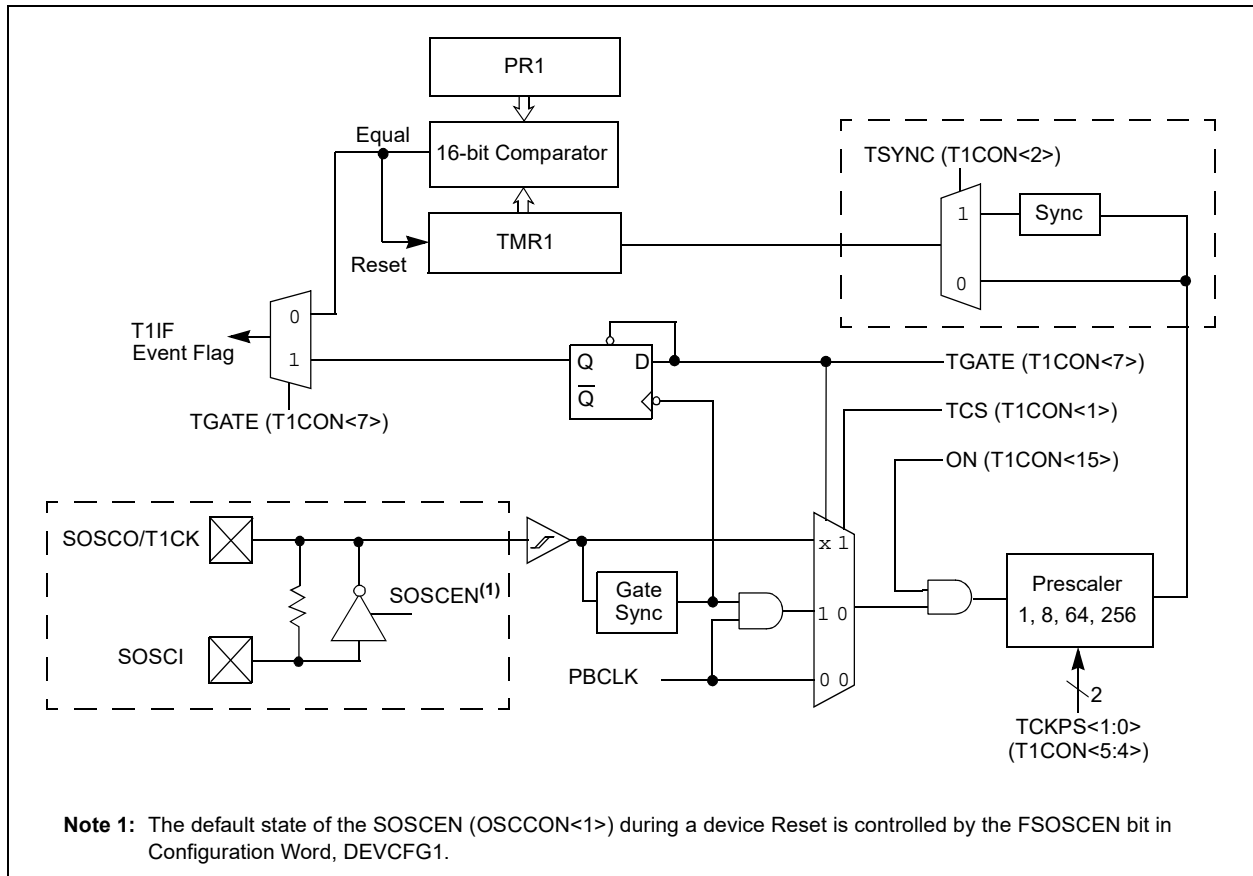 PR1
Equal
16-bit Comparator
TSYNC (T1CON<2>)
1
Sync
TMR1
Reset
0
0
T1IF
Event Flag
1
Q
D
Q̅
TGATE (T1CON<7>)
TGATE (T1CON<7>)
TCS (T1CON<1>)
ON (T1CON<15>)
SOSCO/T1CK
x 1
SOSCEN(1)
Gate
Sync
Prescaler
1, 8, 64, 256
1 0
SOSCI
PBCLK
0 0
2
TCKPS<1:0>
(T1CON<5:4>)
Note 1: The default state of the SOSCEN (OSCCON<1>) during a device Reset is controlled by the FSOSCEN bit in
Configuration Word, DEVCFG1.